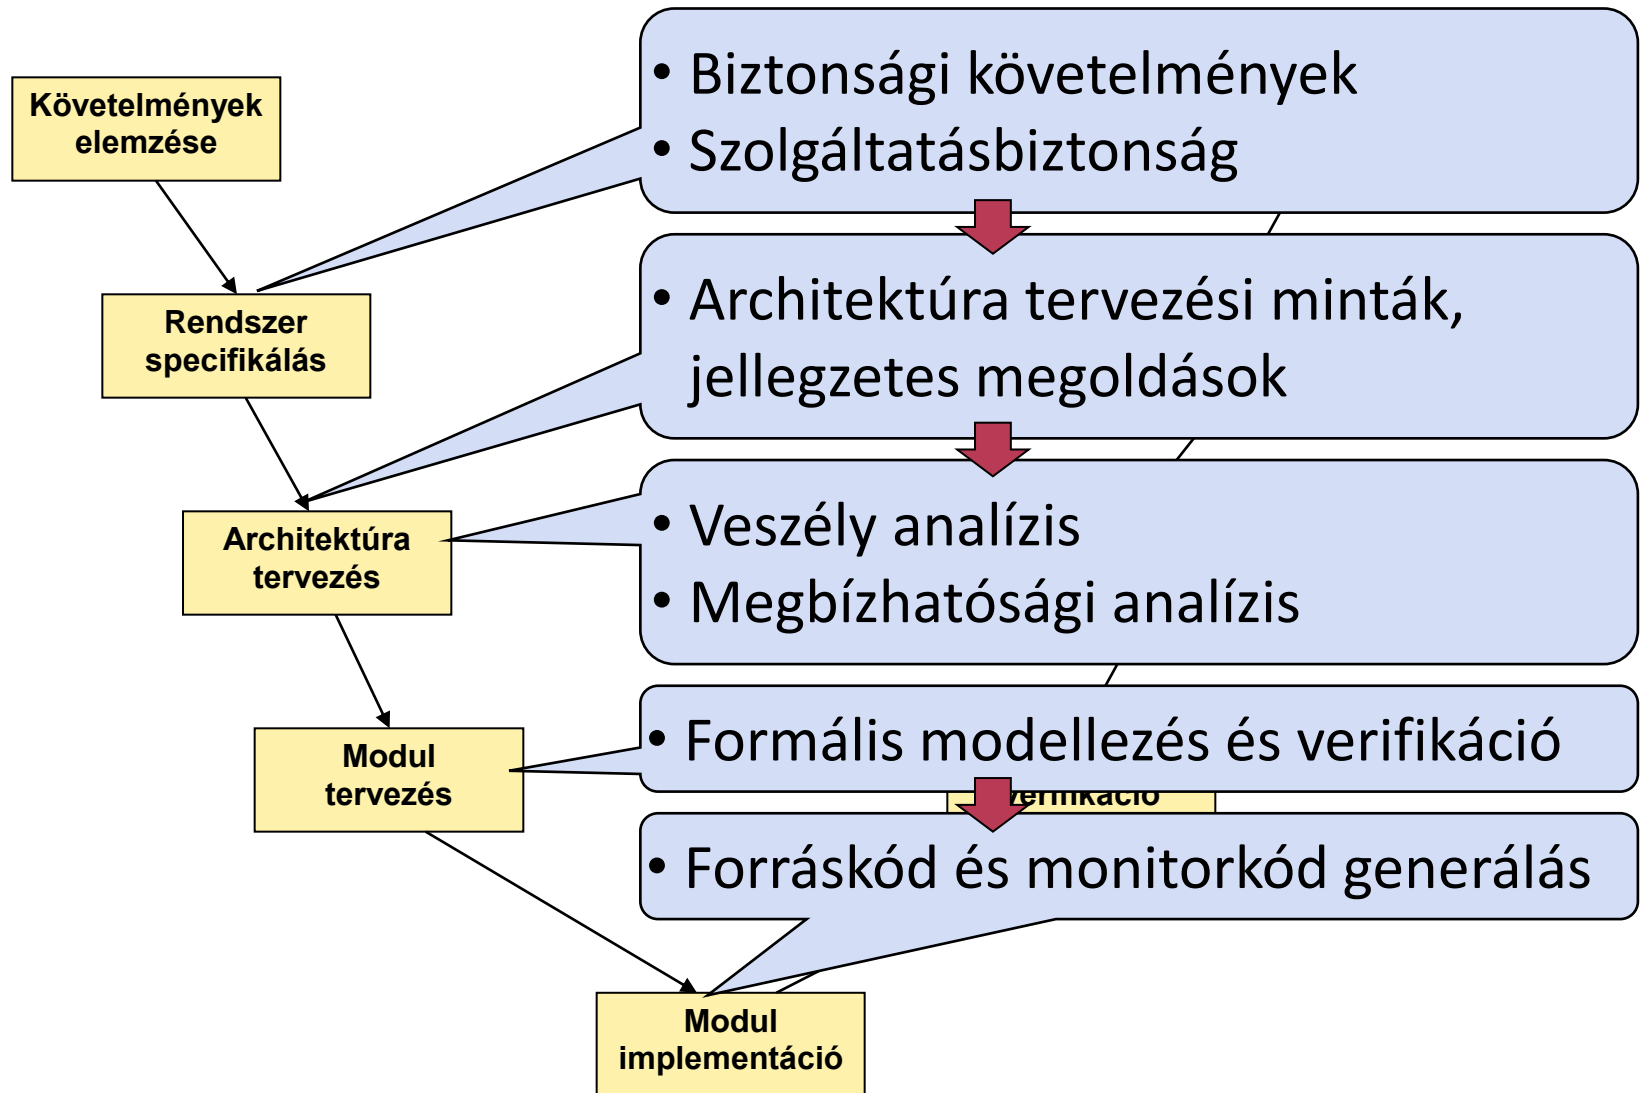 Követelmények
elemzése
• Biztonsági követelmények
• Szolgáltatásbiztonság
Rendszer
specifikálás
• Architektúra tervezési minták,
jellegzetes megoldások
Architektúra
tervezés
• Veszély analízis
• Megbízhatósági analízis
Modul
tervezés
• Formális modellezés és verifikáció
verifikáció
• Forráskód és monitorkód generálás
Modul
implementáció